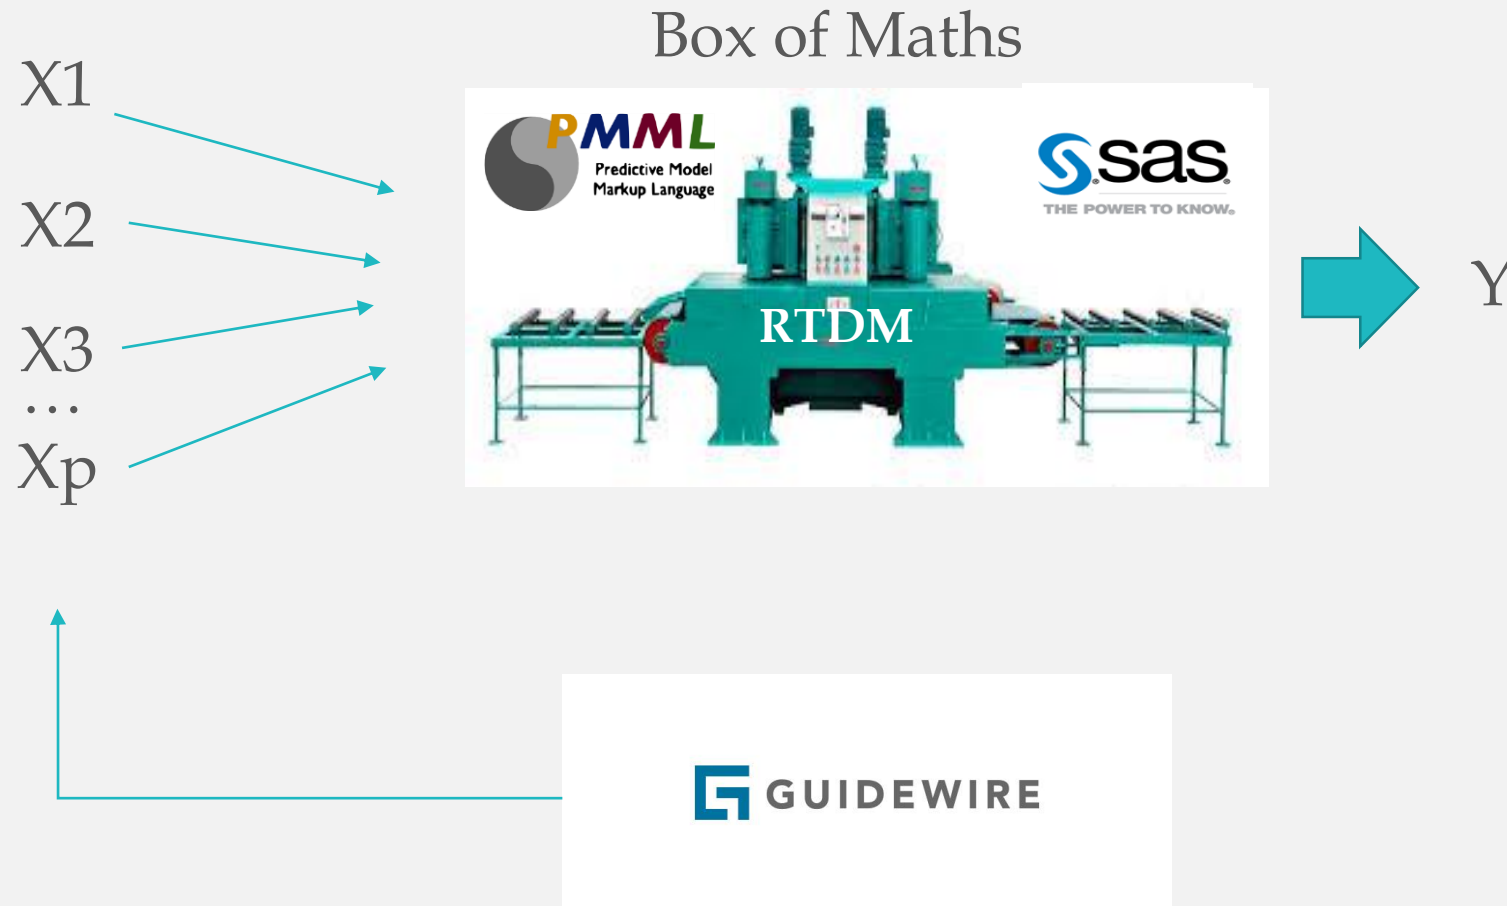 Box of Maths
X1
X2
X3
...
Xp
PMML
Predictive Model
Markup Language
sas
THE POWER TO KNOW®
RTDM
Y
GUIDEWIRE